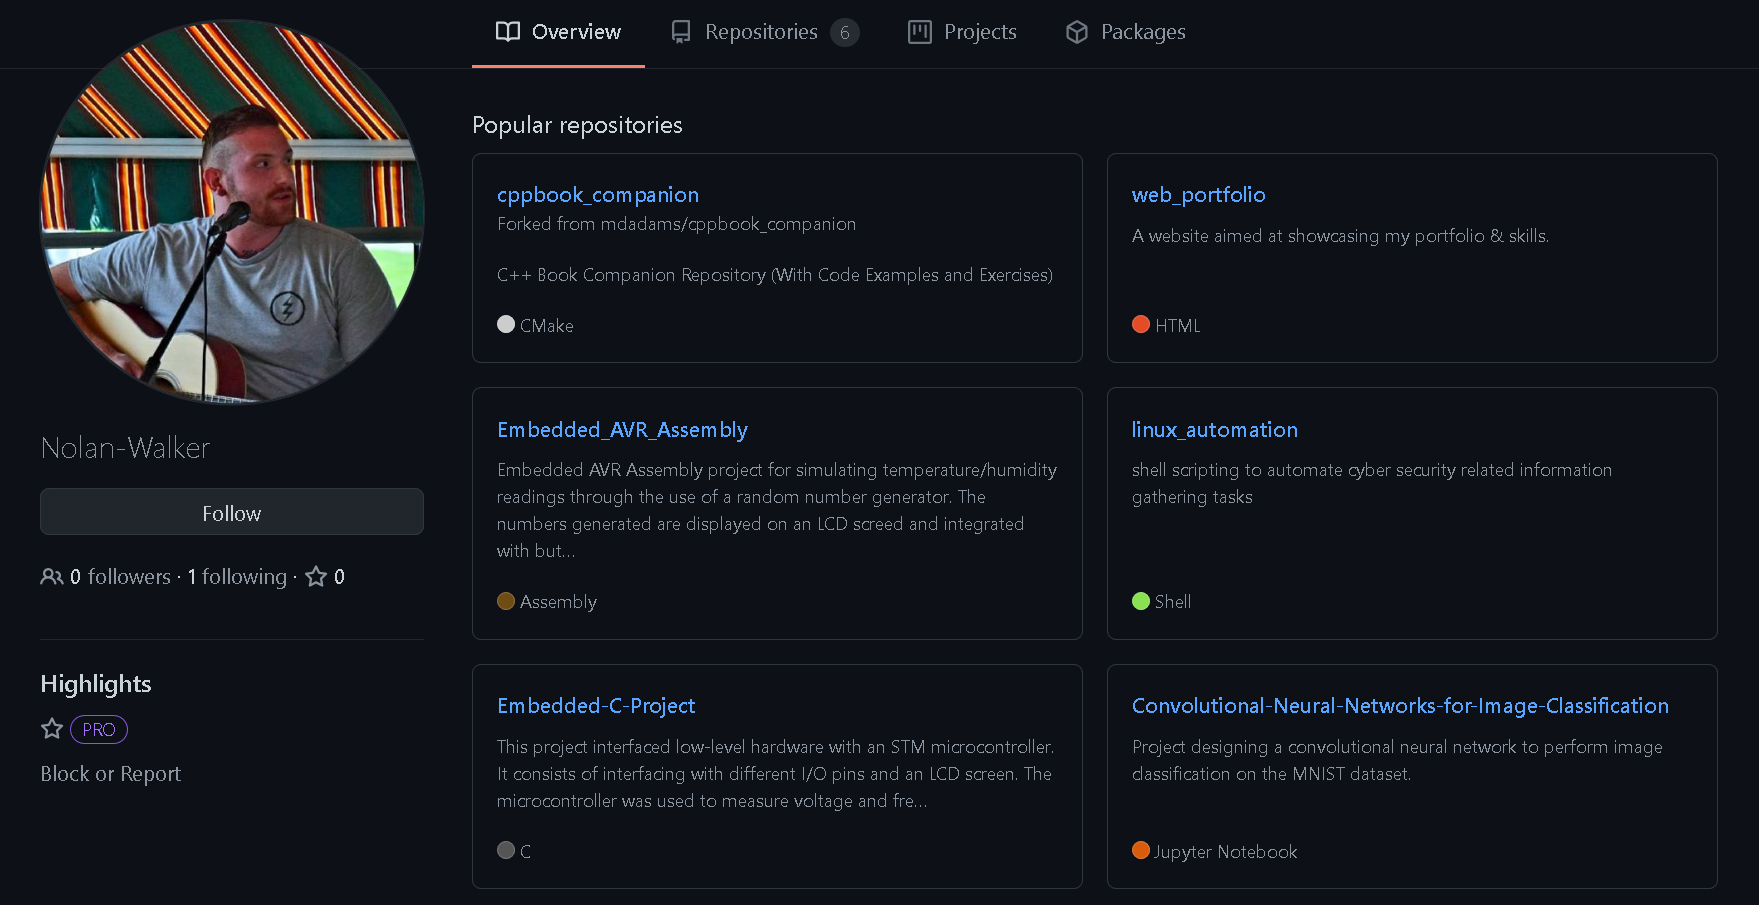 Overview
Repositories 6
Projects
Packages
Nolan-Walker
Follow
0 followers · 1 following · 0
Highlights
PRO
Block or Report
Popular repositories
cppbook_companion
Forked from mdadams/cppbook_companion
C++ Book Companion Repository (With Code Examples and Exercises)
CMake
web_portfolio
A website aimed at showcasing my portfolio & skills.
HTML
Embedded_AVR_Assembly
Embedded AVR Assembly project for simulating temperature/humidity
readings through the use of a random number generator. The
numbers generated are displayed on an LCD screed and integrated
with but...
Assembly
linux_automation
shell scripting to automate cyber security related information
gathering tasks
Shell
Embedded-C-Project
This project interfaced low-level hardware with an STM microcontroller.
It consists of interfacing with different I/O pins and an LCD screen. The
microcontroller was used to measure voltage and fre...
C
Convolutional-Neural-Networks-for-Image-Classification
Project designing a convolutional neural network to perform image
classification on the MNIST dataset.
Jupyter Notebook